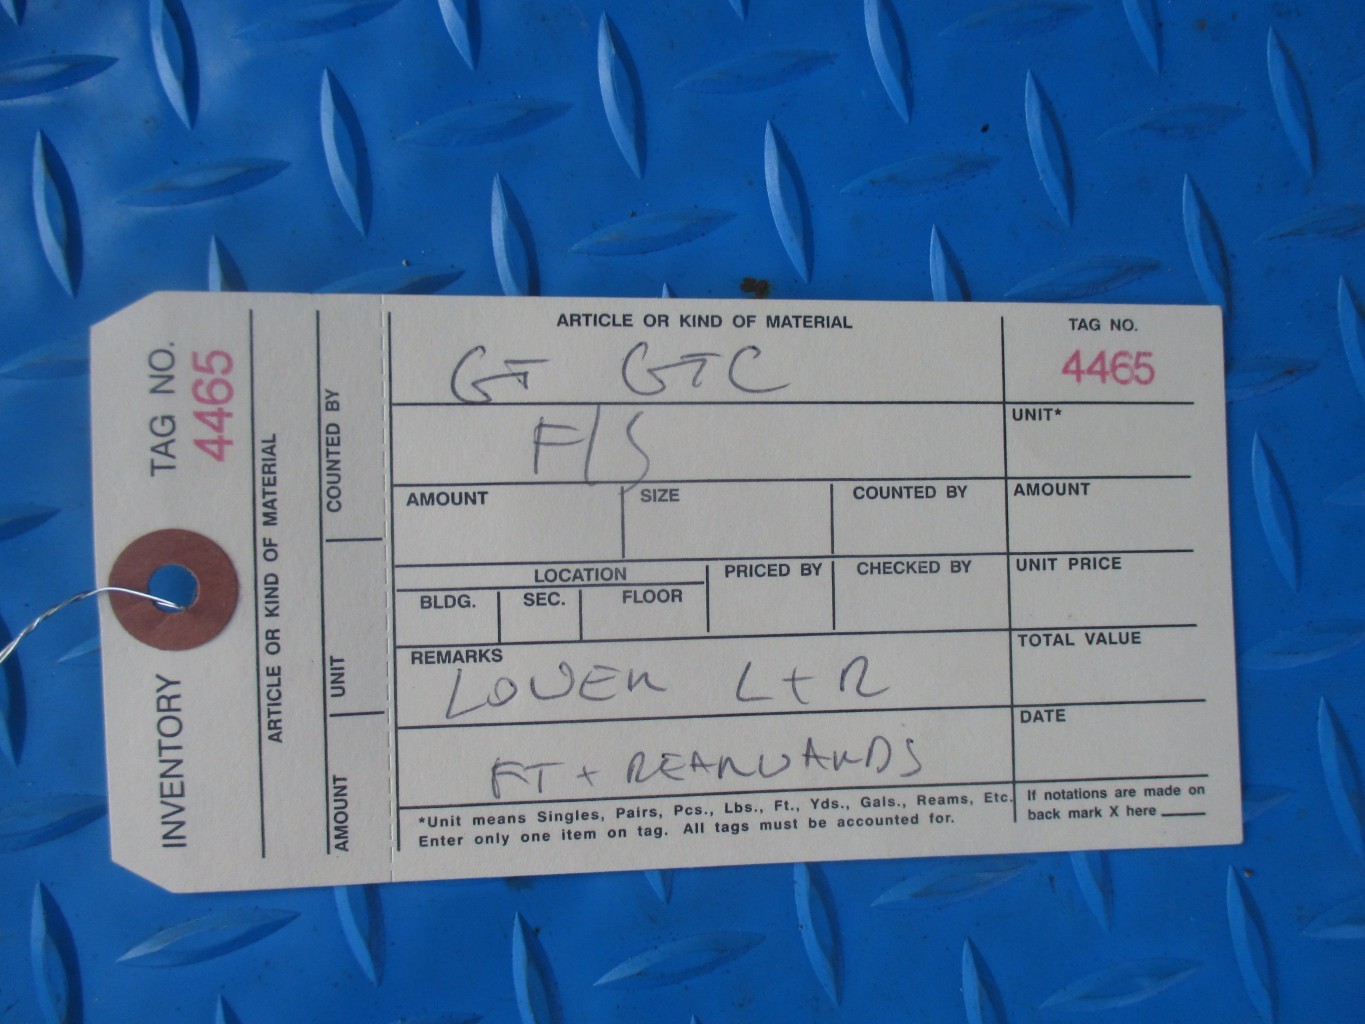 INVENTORY TAG NO.
4465
ARTICLE OR KIND OF MATERIAL
AMOUNT UNIT COUNTED BY
ARTICLE OR KIND OF MATERIAL
GT GTC
F/S
TAG NO.
4465
UNIT*
AMOUNT SIZE COUNTED BY AMOUNT
LOCATION PRICED BY CHECKED BY UNIT PRICE
BLDG. SEC. FLOOR
REMARKS TOTAL VALUE
LOWER L + R
DATE
FT + REARWARDS
*Unit means Singles, Pairs, Pcs., Lbs., Ft., Yds., Gals., Reams, Etc.
Enter only one item on tag. All tags must be accounted for.
If notations are made on
back mark X here